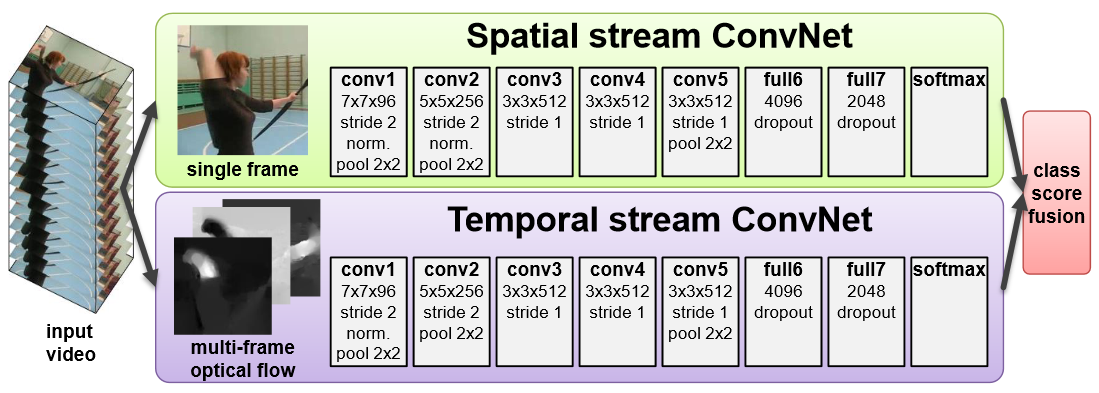 Spatial stream ConvNet
single frame
conv1
7x7x96
stride 2
norm.
pool 2x2
conv2
5x5x256
stride 2
norm.
pool 2x2
conv3
3x3x512
stride 1
conv4
3x3x512
stride 1
conv5
3x3x512
stride 1
pool 2x2
full6
4096
dropout
full7
2048
dropout
softmax
Temporal stream ConvNet
multi-frame
optical flow
conv1
7x7x96
stride 2
norm.
pool 2x2
conv2
5x5x256
stride 2
pool 2x2
conv3
3x3x512
stride 1
conv4
3x3x512
stride 1
conv5
3x3x512
stride 1
pool 2x2
full6
4096
dropout
full7
2048
dropout
softmax
input
video
class
score
fusion